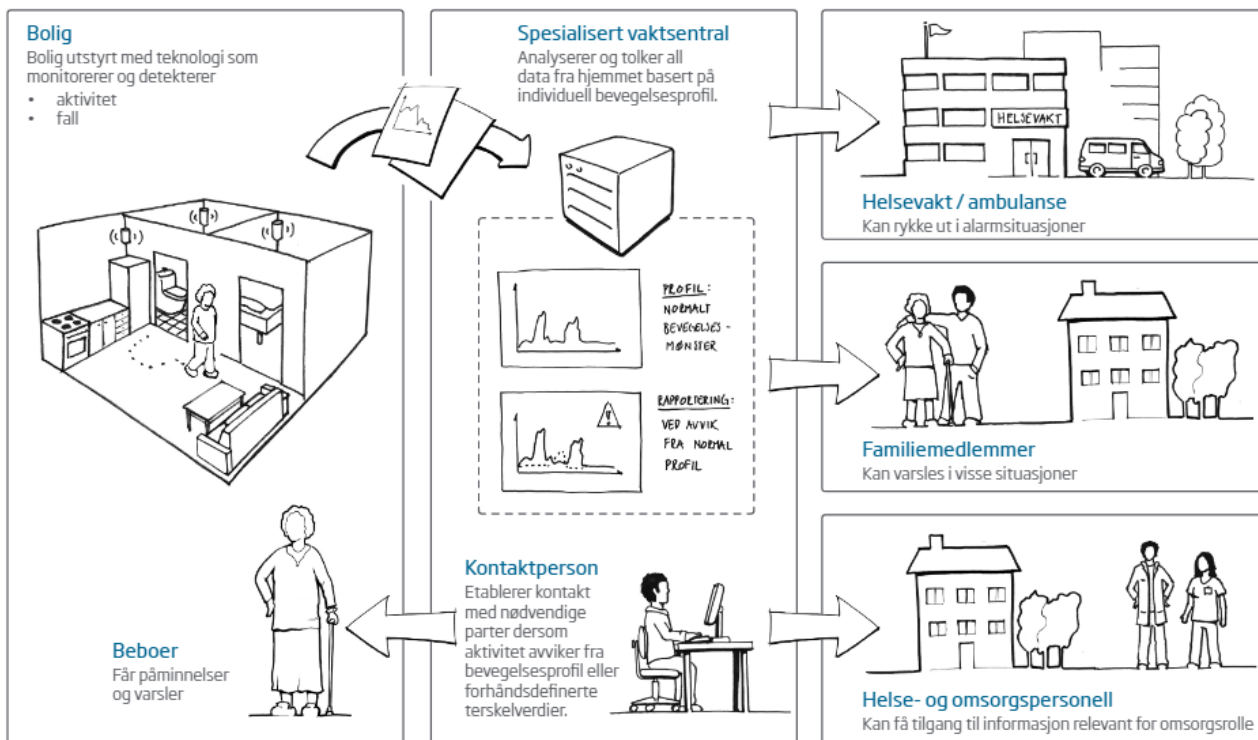 Bolig
Bolig utstyrt med teknologi som
monitorerer og detekterer
• aktivitet
• fall
Spesialisert vaktsentral
Analyserer og tolker all
data fra hjemmet basert på
individuell bevegelsesprofil.
PROFIL:
NORMALT
BEVEGELSES-
MØNSTER
RAPPORTERING:
VED AVVIK
FRA NORMAL
PROFIL
!
Kontaktperson
Etablerer kontakt
med nødvendige
parter dersom
aktivitet avviker fra
bevegelsesprofil eller
forhåndsdefinerte
terskelverdier.
Beboer
Får påminnelser
og varsler
HELSEVAKT
Helsevakt / ambulanse
Kan rykke ut i alarmsituasjoner
Familiemedlemmer
Kan varsles i visse situasjoner
Helse- og omsorgspersonell
Kan få tilgang til informasjon relevant for omsorgsrolle